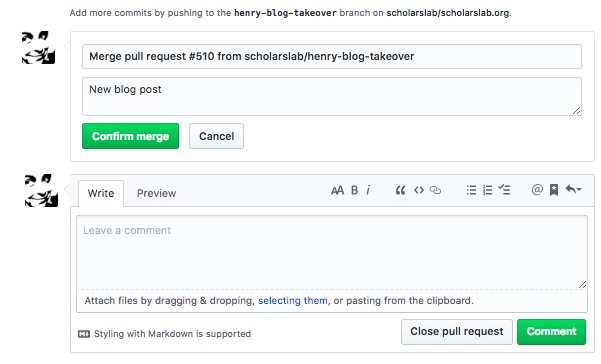 Add more commits by pushing to the henry-blog-takeover branch on scholarslab/scholarslab.org.
Merge pull request #510 from scholarslab/henry-blog-takeover
New blog post
Confirm merge Cancel
Write Preview AA B i
Leave a comment
Attach files by dragging & dropping, selecting them, or pasting from the clipboard.
Styling with Markdown is supported Close pull request Comment